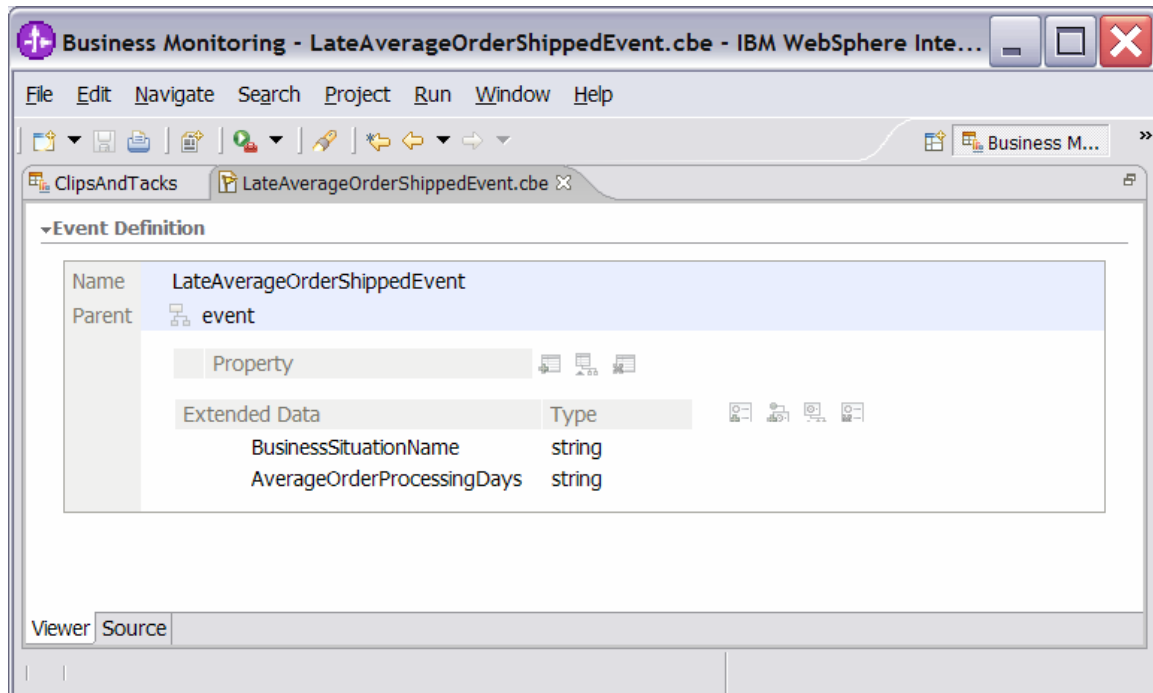 Business Monitoring - LateAverageOrderShippedEvent.cbe - IBM WebSphere Inte...
File Edit Navigate Search Project Run Window Help
Business M... »
ClipsAndTacks LateAverageOrderShippedEvent.cbe
Event Definition
Name LateAverageOrderShippedEvent
Parent event
Property
Extended Data Type
BusinessSituationName string
AverageOrderProcessingDays string
Viewer Source